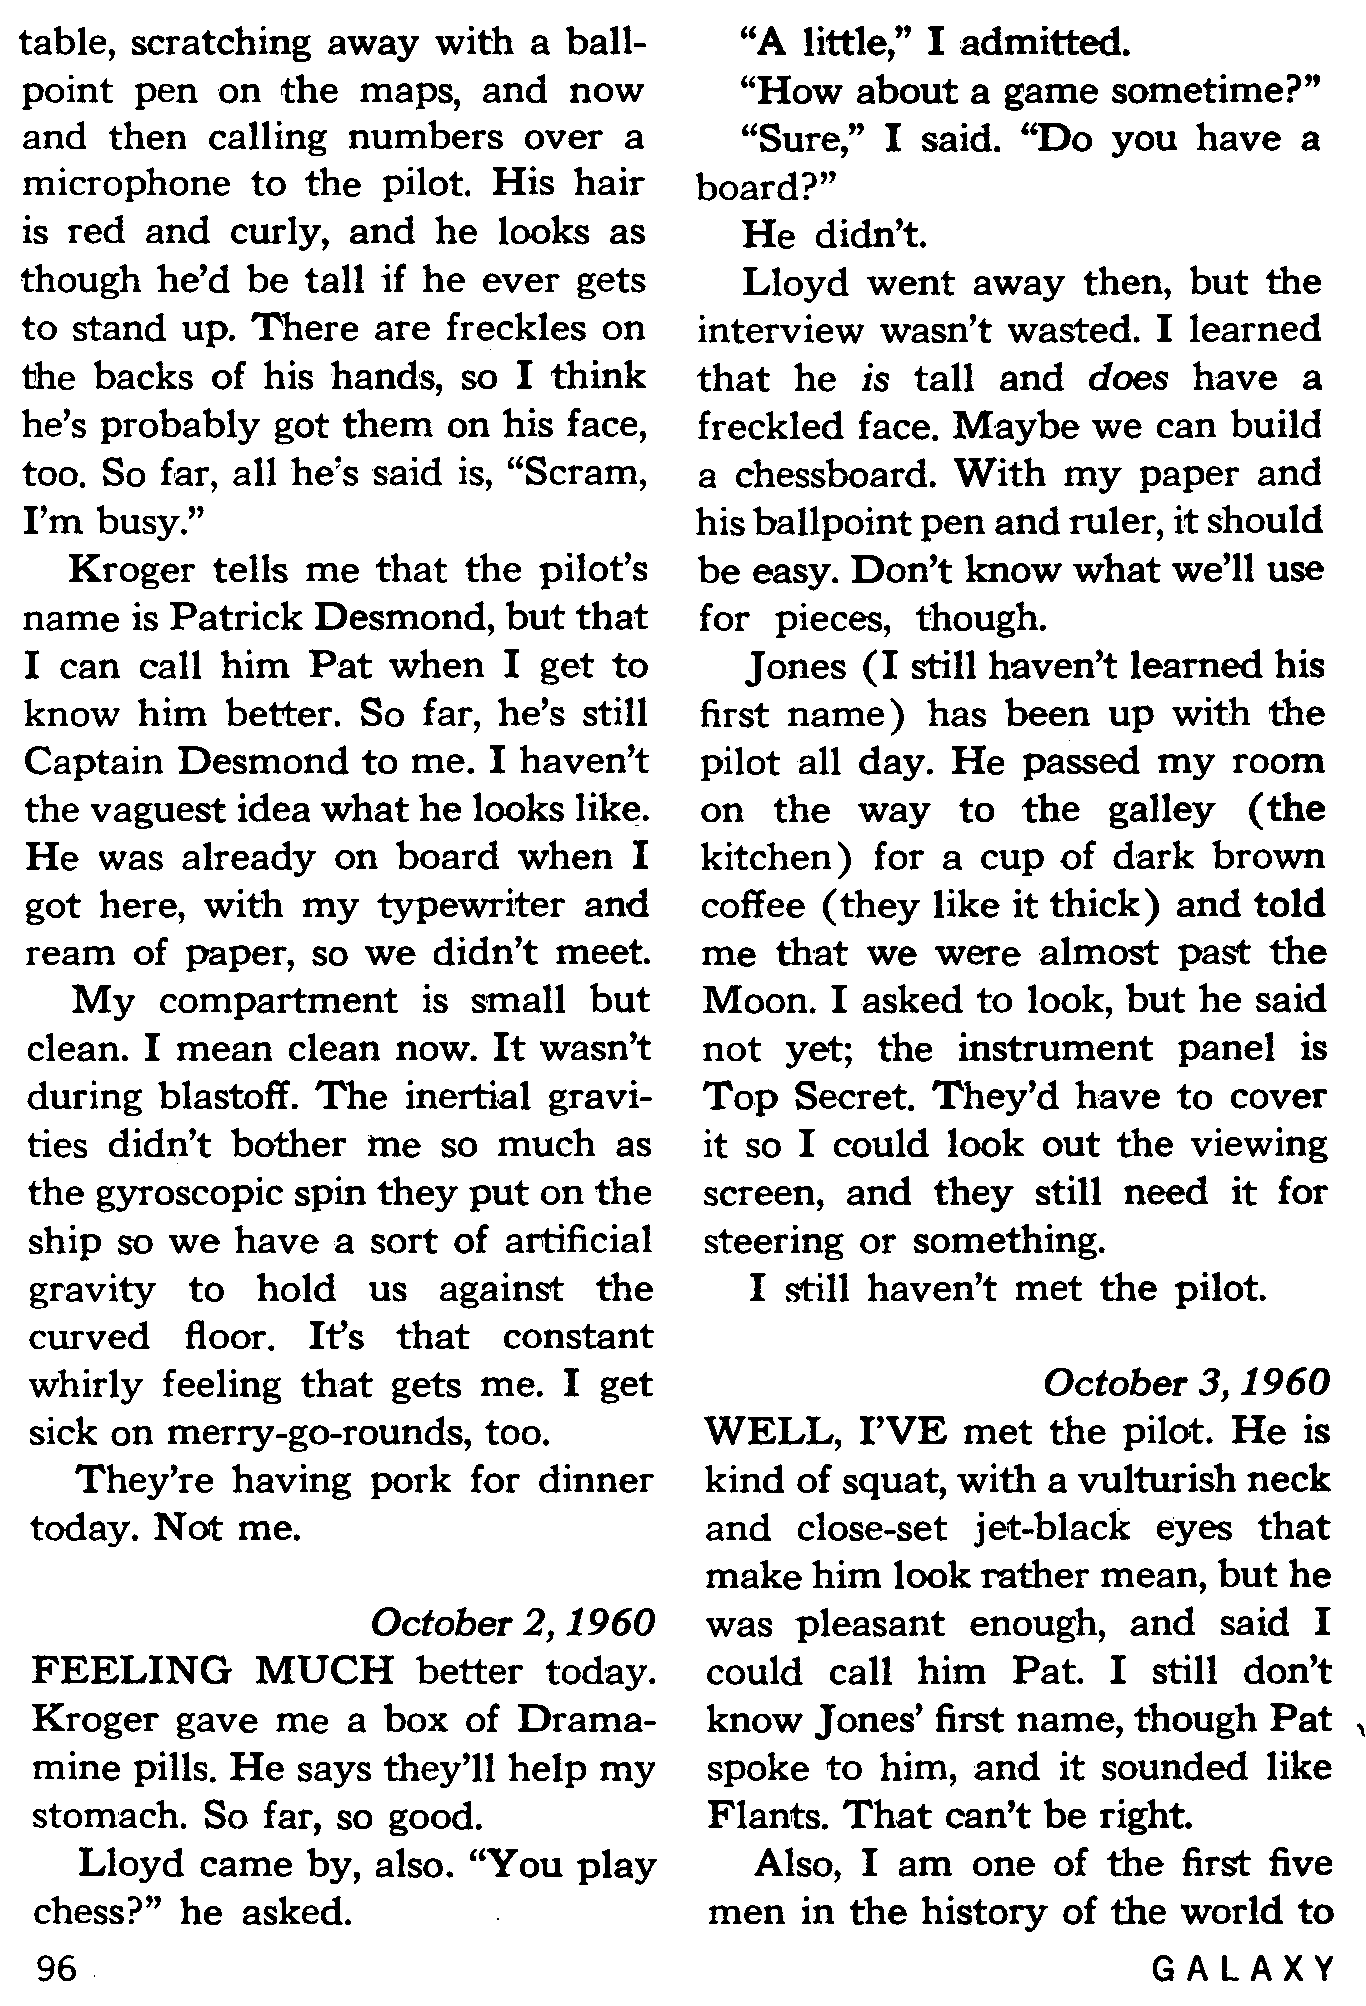 table, scratching away with a ball-
point pen on the maps, and now
and then calling numbers over a
microphone to the pilot. His hair
is red and curly, and he looks as
though he'd be tall if he ever gets
to stand up. There are freckles on
the backs of his hands, so I think
he's probably got them on his face,
too. So far, all he's said is, “Scram,
I'm busy.”
Kroger tells me that the pilot's
name is Patrick Desmond, but that
I can call him Pat when I get to
know him better. So far, he's still
Captain Desmond to me. I haven't
the vaguest idea what he looks like.
He was already on board when I
got here, with my typewriter and
ream of paper, so we didn't meet.
My compartment is small but
clean. I mean clean now. It wasn't
during blastoff. The inertial gravi-
ties didn't bother me so much as
the gyroscopic spin they put on the
ship so we have a sort of artificial
gravity to hold us against the
curved floor. It's that constant
whirly feeling that gets me. I get
sick on merry-go-rounds, too.
They're having pork for dinner
today. Not me.
October 2, 1960
FEELING MUCH better today.
Kroger gave me a box of Drama-
mine pills. He says they'll help my
stomach. So far, so good.
Lloyd came by, also. “You play
chess?” he asked.
“A little,” I admitted.
“How about a game sometime?”
“Sure,” I said. “Do you have a
board?”
He didn't.
Lloyd went away then, but the
interview wasn't wasted. I learned
that he is tall and does have a
freckled face. Maybe we can build
a chessboard. With my paper and
his ballpoint pen and ruler, it should
be easy. Don't know what we'll use
for pieces, though.
Jones (I still haven't learned his
first name) has been up with the
pilot all day. He passed my room
on the way to the galley (the
kitchen) for a cup of dark brown
coffee (they like it thick) and told
me that we were almost past the
Moon. I asked to look, but he said
not yet; the instrument panel is
Top Secret. They'd have to cover
it so I could look out the viewing
screen, and they still need it for
steering or something.
I still haven't met the pilot.
October 3, 1960
WELL, I'VE met the pilot. He is
kind of squat, with a vulturish neck
and close-set jet-black eyes that
make him look rather mean, but he
was pleasant enough, and said I
could call him Pat. I still don't
know Jones' first name, though Pat
spoke to him, and it sounded like
Flants. That can't be right.
Also, I am one of the first five
men in the history of the world to
96
GALAXY